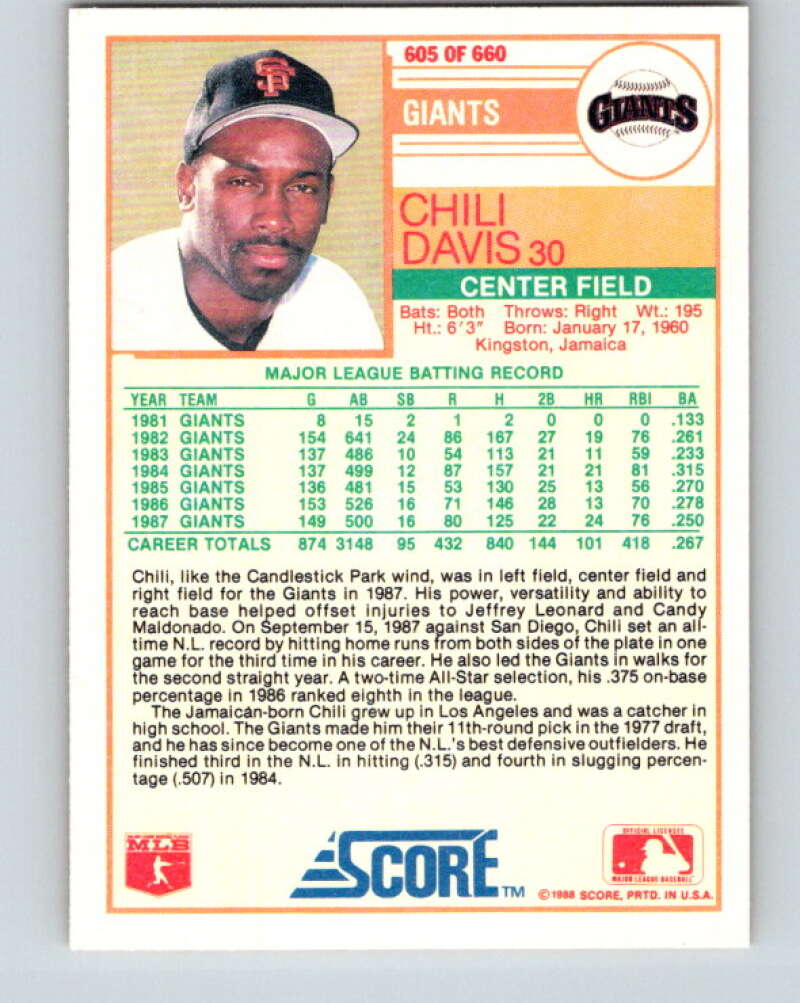 605 OF 660
GIANTS
GIANTS
SF
CHILI
DAVIS 30
CENTER FIELD
Bats: Both Throws: Right Wt.: 195
Ht.: 6'3" Born: January 17, 1960
Kingston, Jamaica
MAJOR LEAGUE BATTING RECORD
YEAR TEAM G AB SB R H 2B HR RBI BA
1981 GIANTS 8 15 2 1 2 0 0 0 .133
1982 GIANTS 154 641 24 86 167 27 19 76 .261
1983 GIANTS 137 486 10 54 113 21 11 59 .233
1984 GIANTS 137 499 12 87 157 21 21 81 .315
1985 GIANTS 136 481 15 53 130 25 13 56 .270
1986 GIANTS 153 526 16 71 146 28 13 70 .278
1987 GIANTS 149 500 16 80 125 22 24 76 .250
CAREER TOTALS 874 3148 95 432 840 144 101 418 .267
Chili, like the Candlestick Park wind, was in left field, center field and
right field for the Giants in 1987. His power, versatility and ability to
reach base helped offset injuries to Jeffrey Leonard and Candy
Maldonado. On September 15, 1987 against San Diego, Chili set an all-
time N.L. record by hitting home runs from both sides of the plate in one
game for the third time in his career. He also led the Giants in walks for
the second straight year. A two-time All-Star selection, his .375 on-base
percentage in 1986 ranked eighth in the league.
The Jamaican-born Chili grew up in Los Angeles and was a catcher in
high school. The Giants made him their 11th-round pick in the 1977 draft,
and he has since become one of the N.L.'s best defensive outfielders. He
finished third in the N.L. in hitting (.315) and fourth in slugging percen-
tage (.507) in 1984.
MLB
SCORE TM
OFFICIAL LICENSEE
MAJOR LEAGUE BASEBALL
©1988 SCORE, PRTD. IN U.S.A.